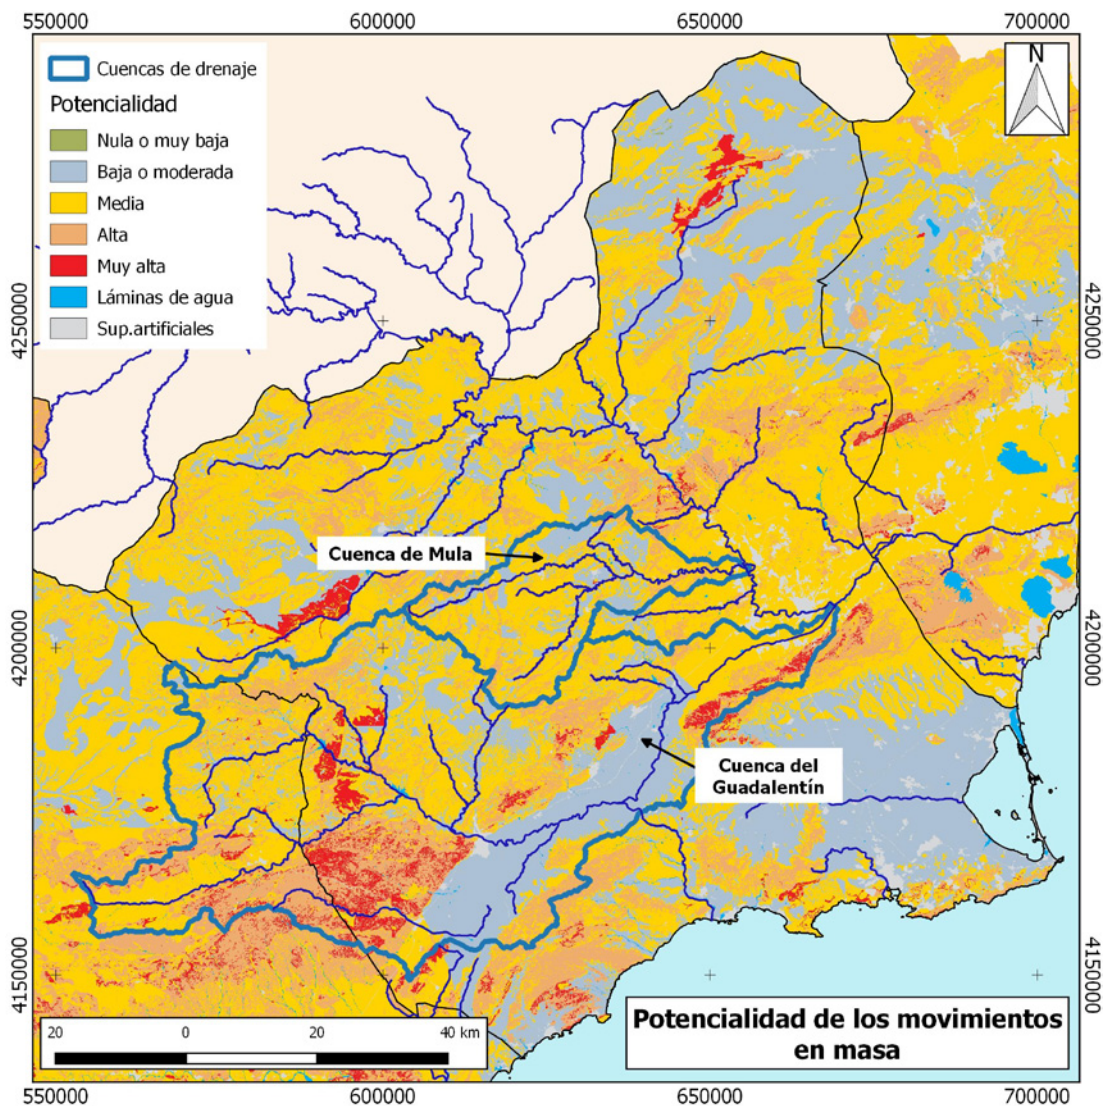 550000 600000 650000 700000
Cuencas de drenaje
Potencialidad
Nula o muy baja
Baja o moderada
Media
Alta
Muy alta
Láminas de agua
Sup.artificiales
N
4250000 4250000
Cuenca de Mula
4200000 4200000
Cuenca del
Guadalentín
4150000 4150000
Potencialidad de los movimientos
en masa
20 0 20 40 km
550000 600000 650000 700000